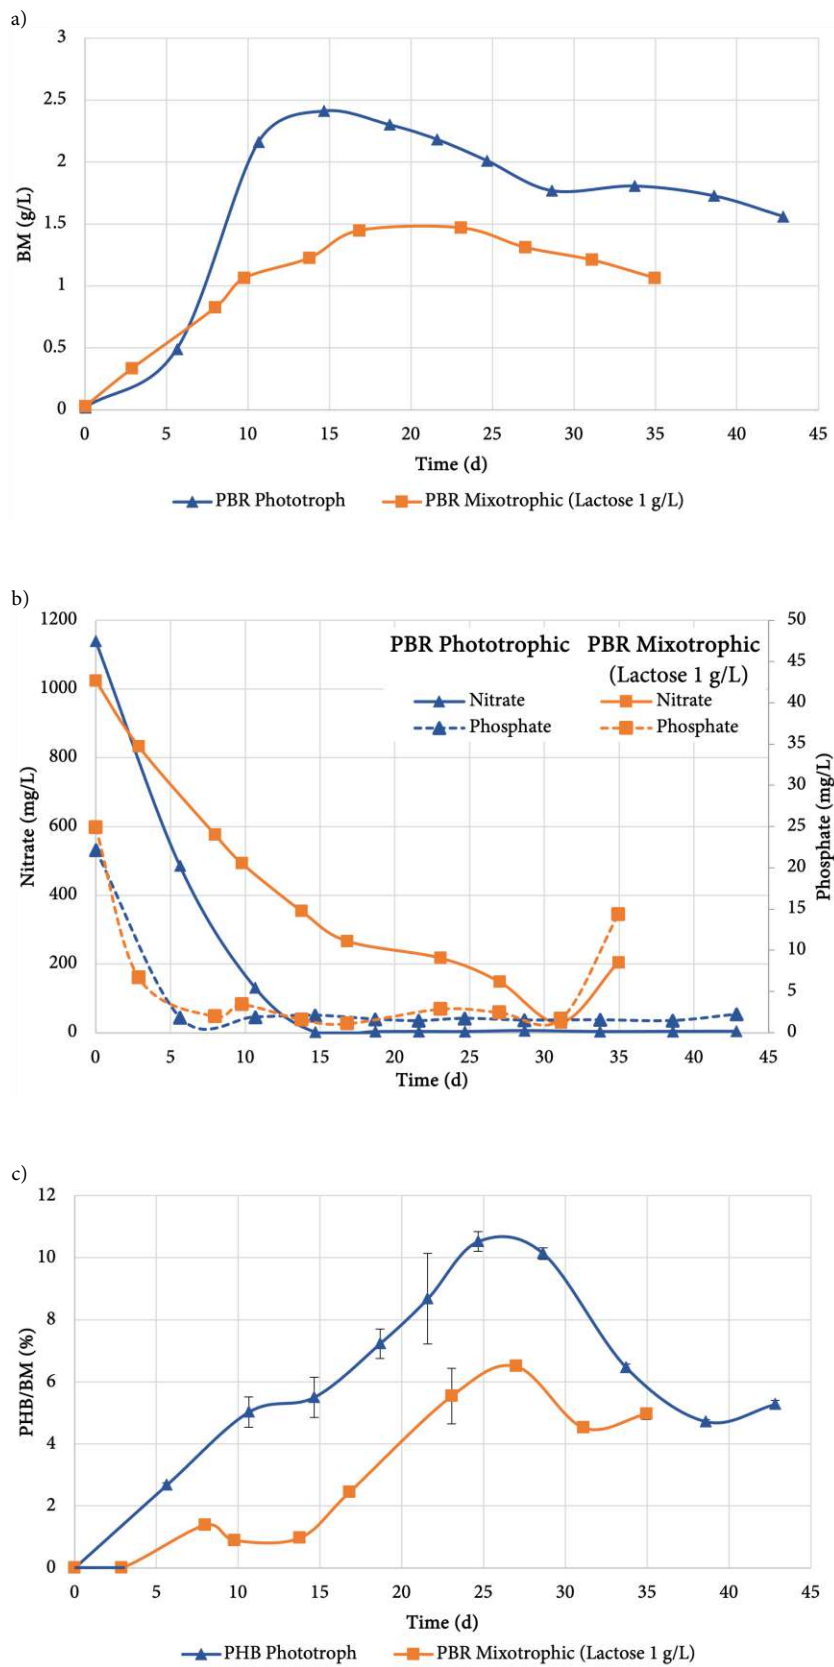 a)
3
2.5
2
1.5
1
0.5
0
BM (g/L)
0 5 10 15 20 25 30 35 40 45
Time (d)
PBR Phototroph PBR Mixotrophic (Lactose 1 g/L)
b)
1200
1000
800
600
400
200
0
Nitrate (mg/L)
PBR Phototrophic PBR Mixotrophic
(Lactose 1 g/L)
Nitrate Nitrate
Phosphate Phosphate
50
45
40
35
30
25
20
15
10
5
0
Phosphate (mg/L)
0 5 10 15 20 25 30 35 40 45
Time (d)
c)
12
10
8
6
4
2
0
PHB/BM (%)
0 5 10 15 20 25 30 35 40 45
Time (d)
PHB Phototroph PBR Mixotrophic (Lactose 1 g/L)